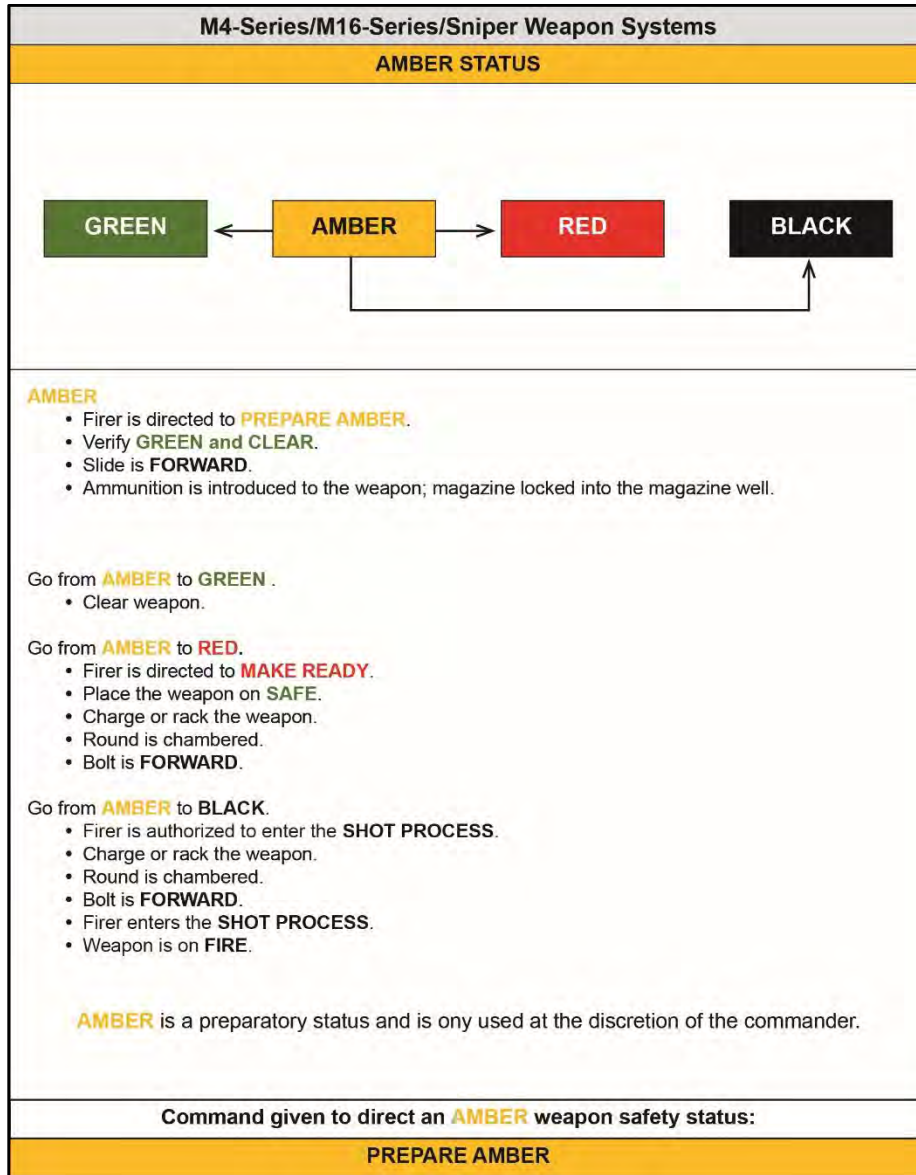 M4-Series/M16-Series/Sniper Weapon Systems
AMBER STATUS
GREEN AMBER RED BLACK
AMBER
• Firer is directed to PREPARE AMBER.
• Verify GREEN and CLEAR.
• Slide is FORWARD.
• Ammunition is introduced to the weapon; magazine locked into the magazine well.
Go from AMBER to GREEN .
• Clear weapon.
Go from AMBER to RED.
• Firer is directed to MAKE READY.
• Place the weapon on SAFE.
• Charge or rack the weapon.
• Round is chambered.
• Bolt is FORWARD.
Go from AMBER to BLACK.
• Firer is authorized to enter the SHOT PROCESS.
• Charge or rack the weapon.
• Round is chambered.
• Bolt is FORWARD.
• Firer enters the SHOT PROCESS.
• Weapon is on FIRE.
AMBER is a preparatory status and is ony used at the discretion of the commander.
Command given to direct an AMBER weapon safety status:
PREPARE AMBER